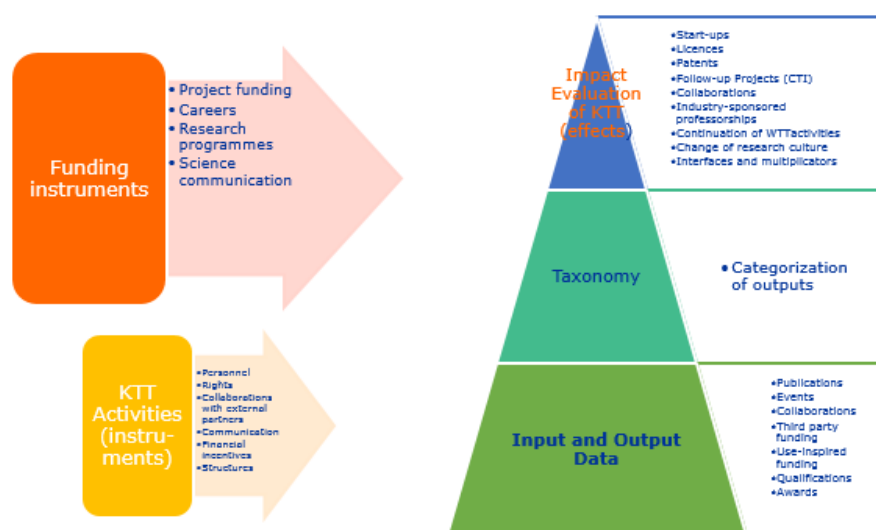 Funding
instruments
• Project funding
• Careers
• Research
programmes
• Science
communication
KTT
Activities
(instru-
ments)
•Personnel
•Rights
•Collaborations
with external
partners
•Communication
•Financial
incentives
•Structures
Impact
Evaluation
of KTT
(effects)
•Start-ups
•Licences
•Patents
•Follow-up Projects (CTI)
•Collaborations
•Industry-sponsored
professorships
•Continuation of WTTactivities
•Change of research culture
•Interfaces and multiplicators
Taxonomy
• Categorization
of outputs
Input and Output
Data
•Publications
•Events
•Collaborations
•Third party
funding
•Use-inspired
funding
•Qualifications
•Awards